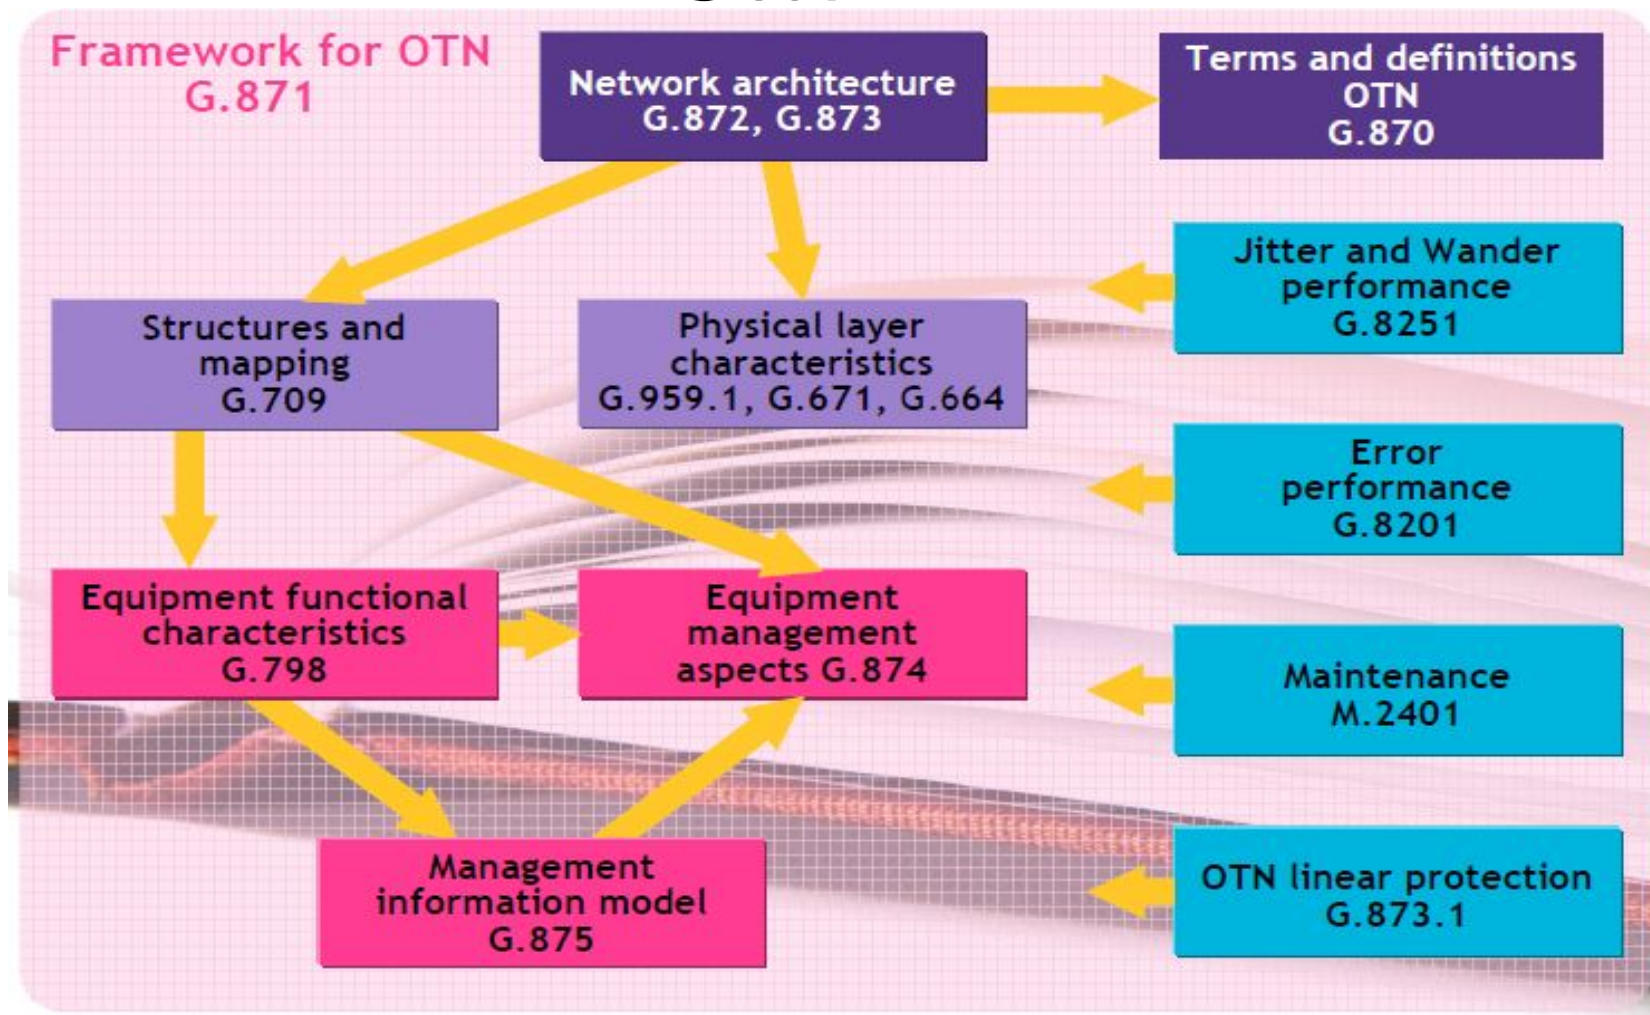 Framework for OTN
G.871
Network architecture
G.872, G.873
Terms and definitions
OTN
G.870
Jitter and Wander
performance
G.8251
Structures and
mapping
G.709
Physical layer
characteristics
G.959.1, G.671, G.664
Error
performance
G.8201
Equipment functional
characteristics
G.798
Equipment
management
aspects G.874
Maintenance
M.2401
Management
information model
G.875
OTN linear protection
G.873.1